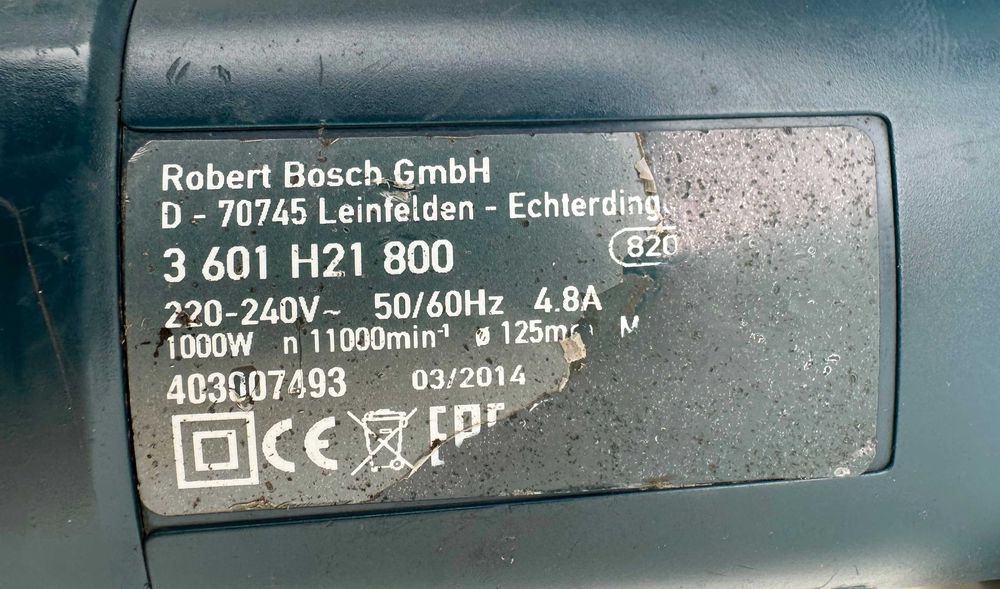 Robert Bosch GmbH
D - 70745 Leinfelden - Echterding
3 601 H21 800
820
220-240V~ 50/60Hz 4.8A
1000W n 11000min⁻¹ ø 125m M
403007493 03/2014
CE